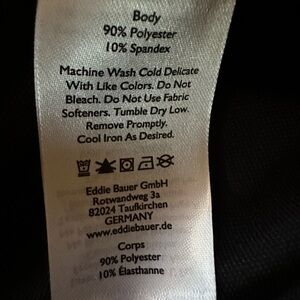 Body
90% Polyester
10% Spandex
Machine Wash Cold Delicate
With Like Colors. Do Not
Bleach. Do Not Use Fabric
Softeners. Tumble Dry Low.
Remove Promptly.
Cool Iron As Desired.
Eddie Bauer GmbH
Rotwandweg 3a
82024 Taufkirchen
GERMANY
www.eddiebauer.de
Corps
90% Polyester
10% Élasthanne